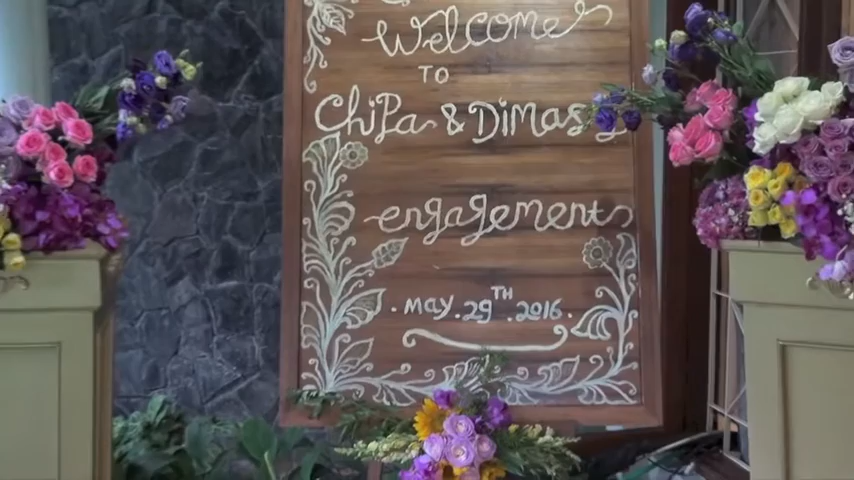 Welcome
TO
ChiPa & DiMas
engagement
. MAY . 29TH . 2016 .